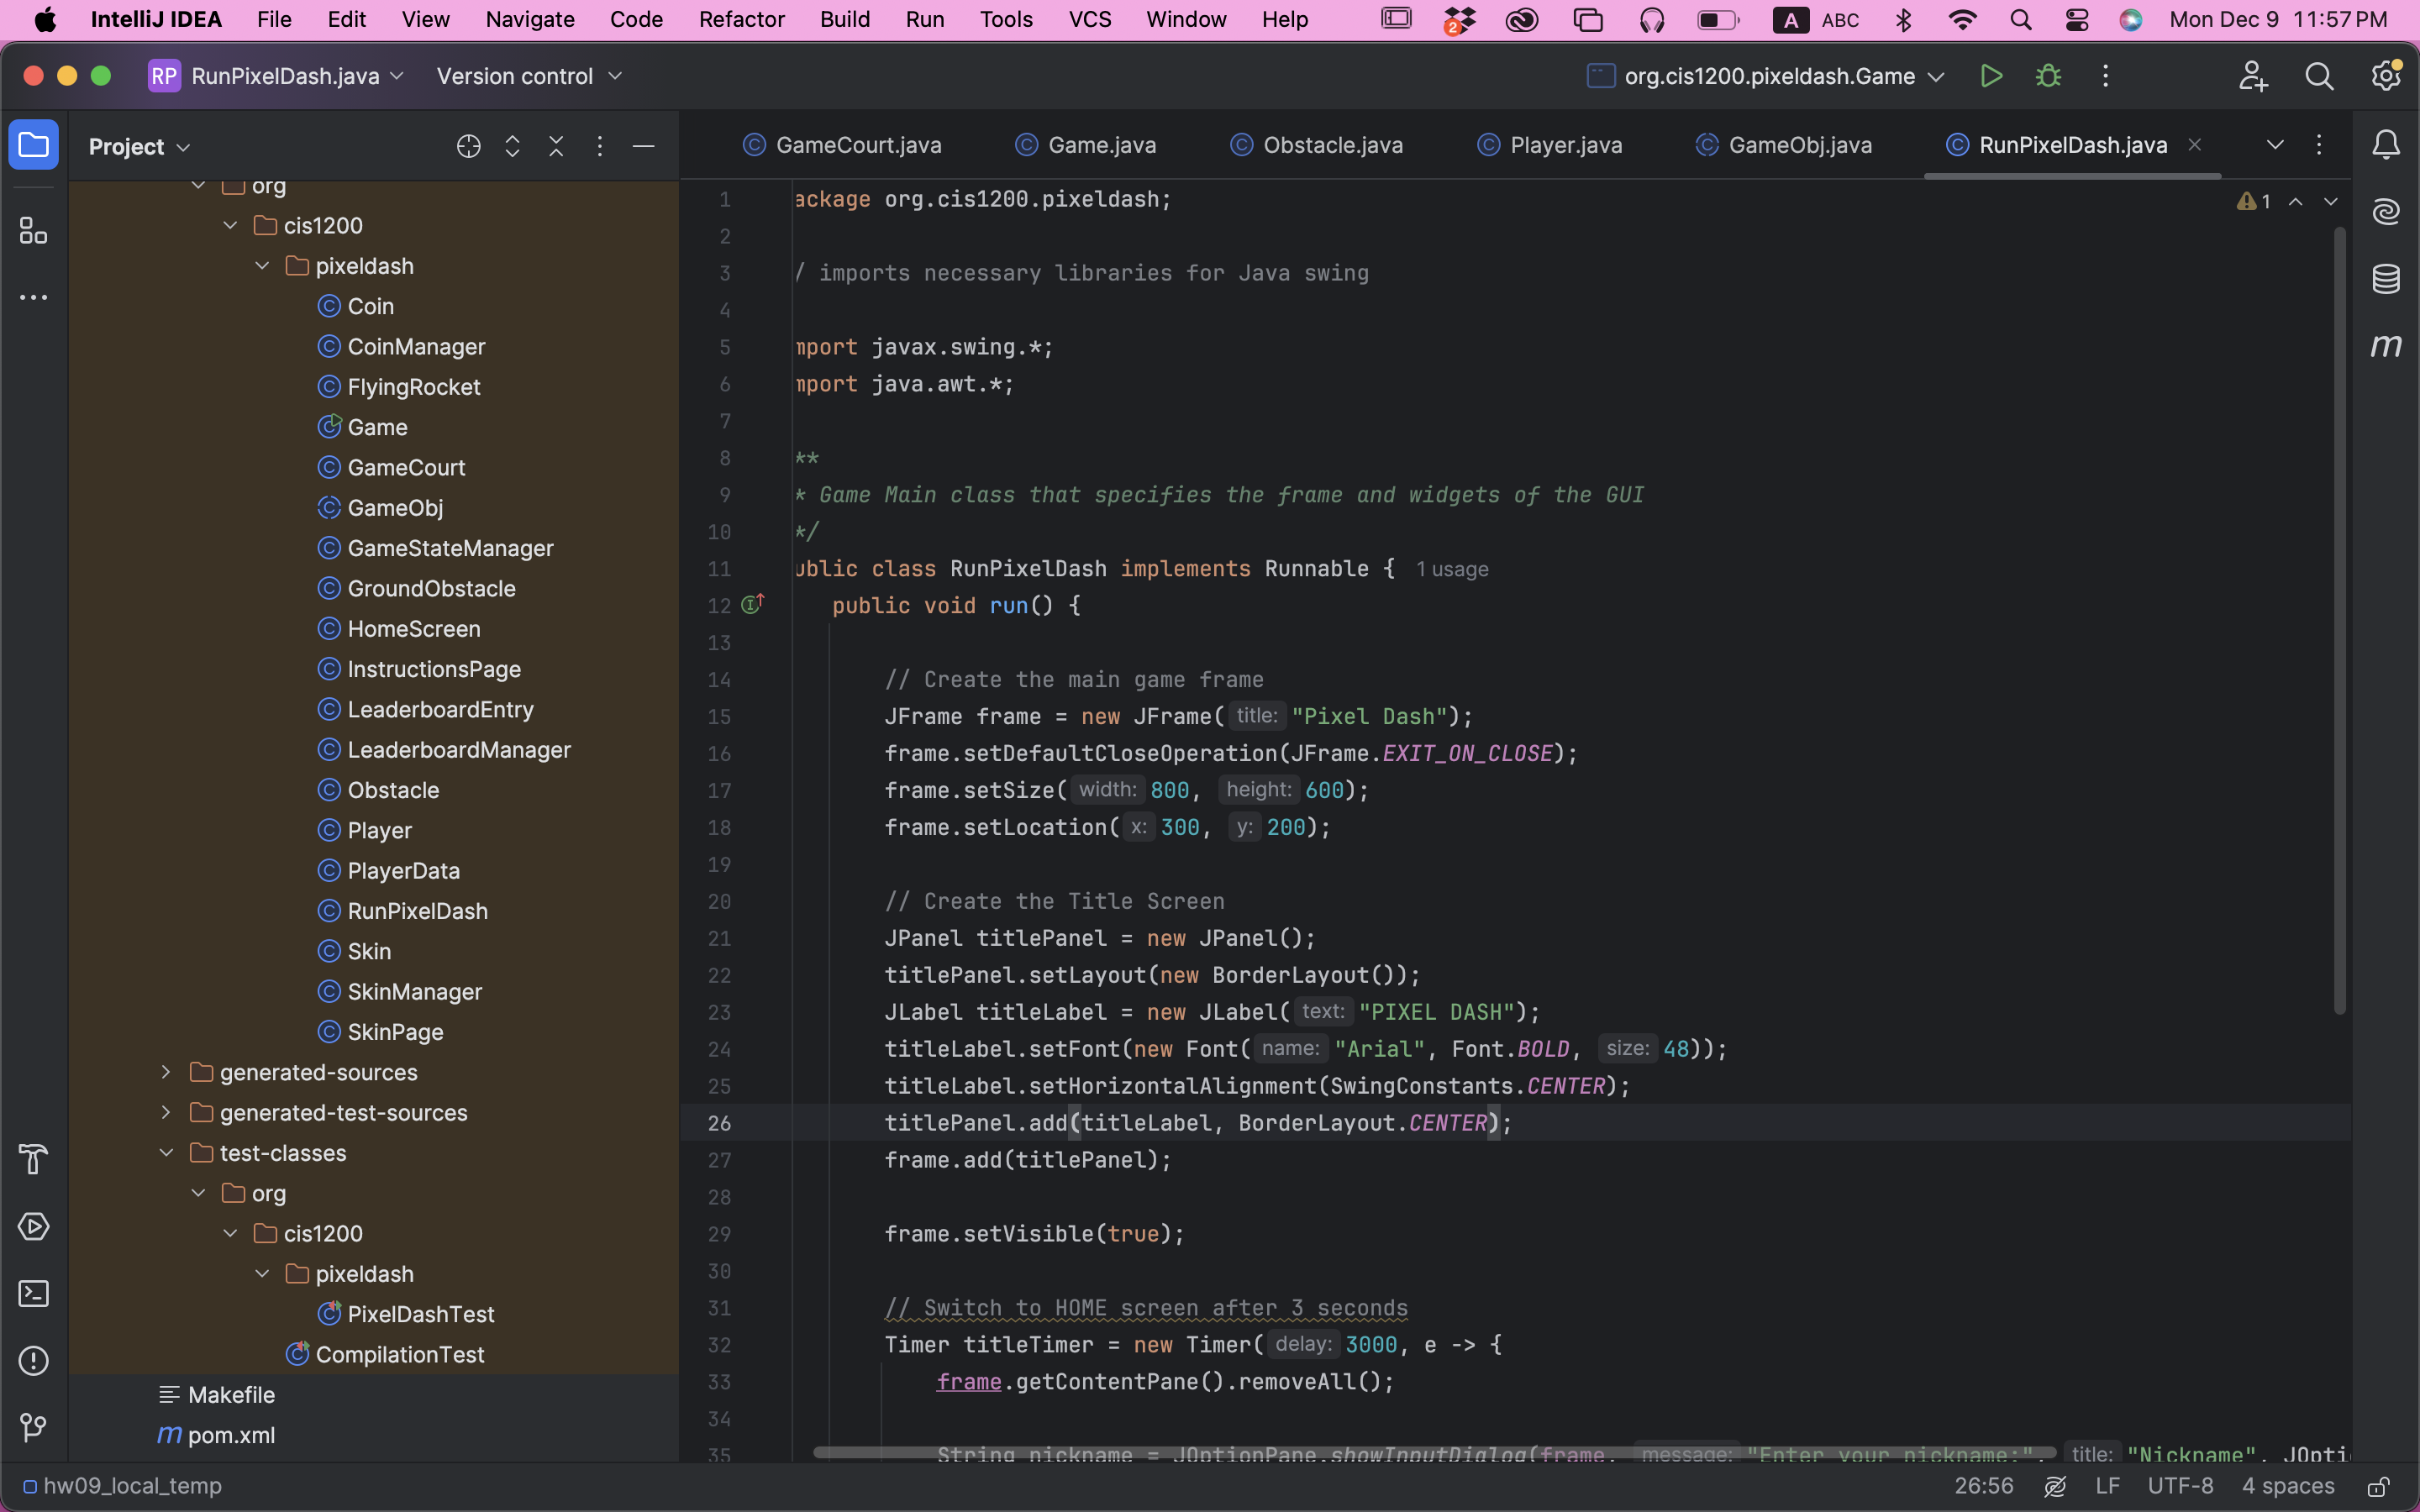 IntelliJ IDEA File Edit View Navigate Code Refactor Build Run Tools VCS Window Help 2 A ABC Mon Dec 9 11:57 PM
RP RunPixelDash.java Version control org.cis1200.pixeldash.Game
Project
GameCourt.java Game.java Obstacle.java Player.java GameObj.java RunPixelDash.java
org
cis1200
pixeldash
Coin
CoinManager
FlyingRocket
Game
GameCourt
GameObj
GameStateManager
GroundObstacle
HomeScreen
InstructionsPage
LeaderboardEntry
LeaderboardManager
Obstacle
Player
PlayerData
RunPixelDash
Skin
SkinManager
SkinPage
generated-sources
generated-test-sources
test-classes
org
cis1200
pixeldash
PixelDashTest
CompilationTest
Makefile
m pom.xml
1 ackage org.cis1200.pixeldash;
2
3 / imports necessary libraries for Java swing
4
5 mport javax.swing.*;
6 mport java.awt.*;
7
8 **
9 * Game Main class that specifies the frame and widgets of the GUI
10 */
11 ublic class RunPixelDash implements Runnable { 1 usage
12 public void run() {
13
14 // Create the main game frame
15 JFrame frame = new JFrame( title: "Pixel Dash");
16 frame.setDefaultCloseOperation(JFrame.EXIT_ON_CLOSE);
17 frame.setSize( width: 800, height: 600);
18 frame.setLocation( x: 300, y: 200);
19
20 // Create the Title Screen
21 JPanel titlePanel = new JPanel();
22 titlePanel.setLayout(new BorderLayout());
23 JLabel titleLabel = new JLabel( text: "PIXEL DASH");
24 titleLabel.setFont(new Font( name: "Arial", Font.BOLD, size: 48));
25 titleLabel.setHorizontalAlignment(SwingConstants.CENTER);
26 titlePanel.add(titleLabel, BorderLayout.CENTER);
27 frame.add(titlePanel);
28
29 frame.setVisible(true);
30
31 // Switch to HOME screen after 3 seconds
32 Timer titleTimer = new Timer( delay: 3000, e -> {
33 frame.getContentPane().removeAll();
34
35 String nickname = JOptionPane.showInputDialog(frame, message: "Enter your nickname:", title: "Nickname", JOpti
1
m
hw09_local_temp
26:56 LF UTF-8 4 spaces